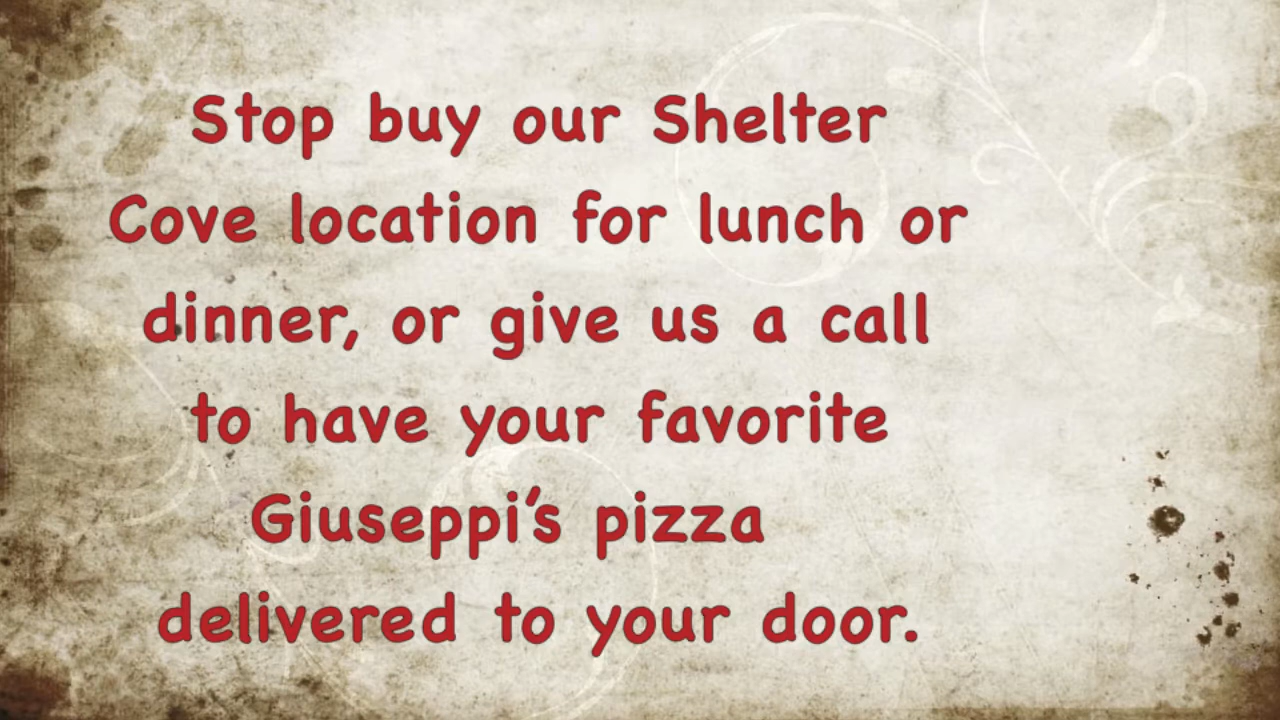 Stop buy our Shelter
Cove location for lunch or
dinner, or give us a call
to have your favorite
Giuseppi's pizza
delivered to your door.